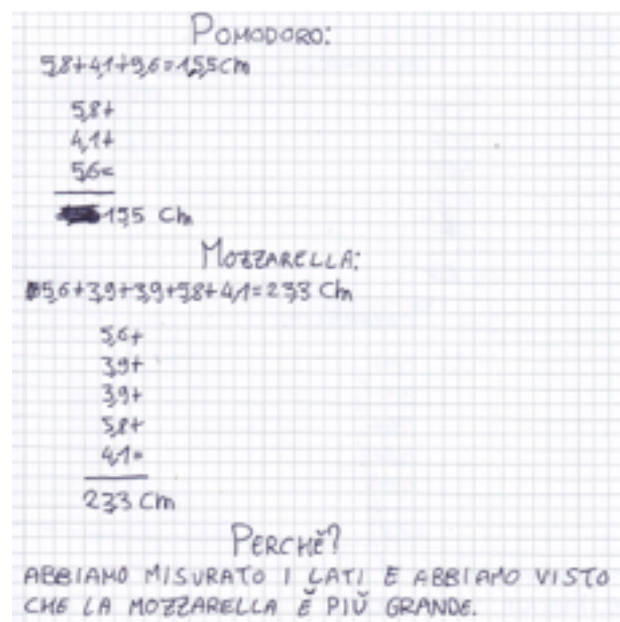 POMODORO:
5,8+4,1+5,6=15,5 cm
5,8+
4,1+
5,6=
15,5 cm
MOZZARELLA:
5,6+3,9+3,9+5,8+4,1=23,3 cm
5,6+
3,9+
3,9+
5,8+
4,1=
23,3 cm
PERCHĚ?
ABBIAMO MISURATO I LATI E ABBIAMO VISTO
CHE LA MOZZARELLA Ě PIǓ GRANDE.